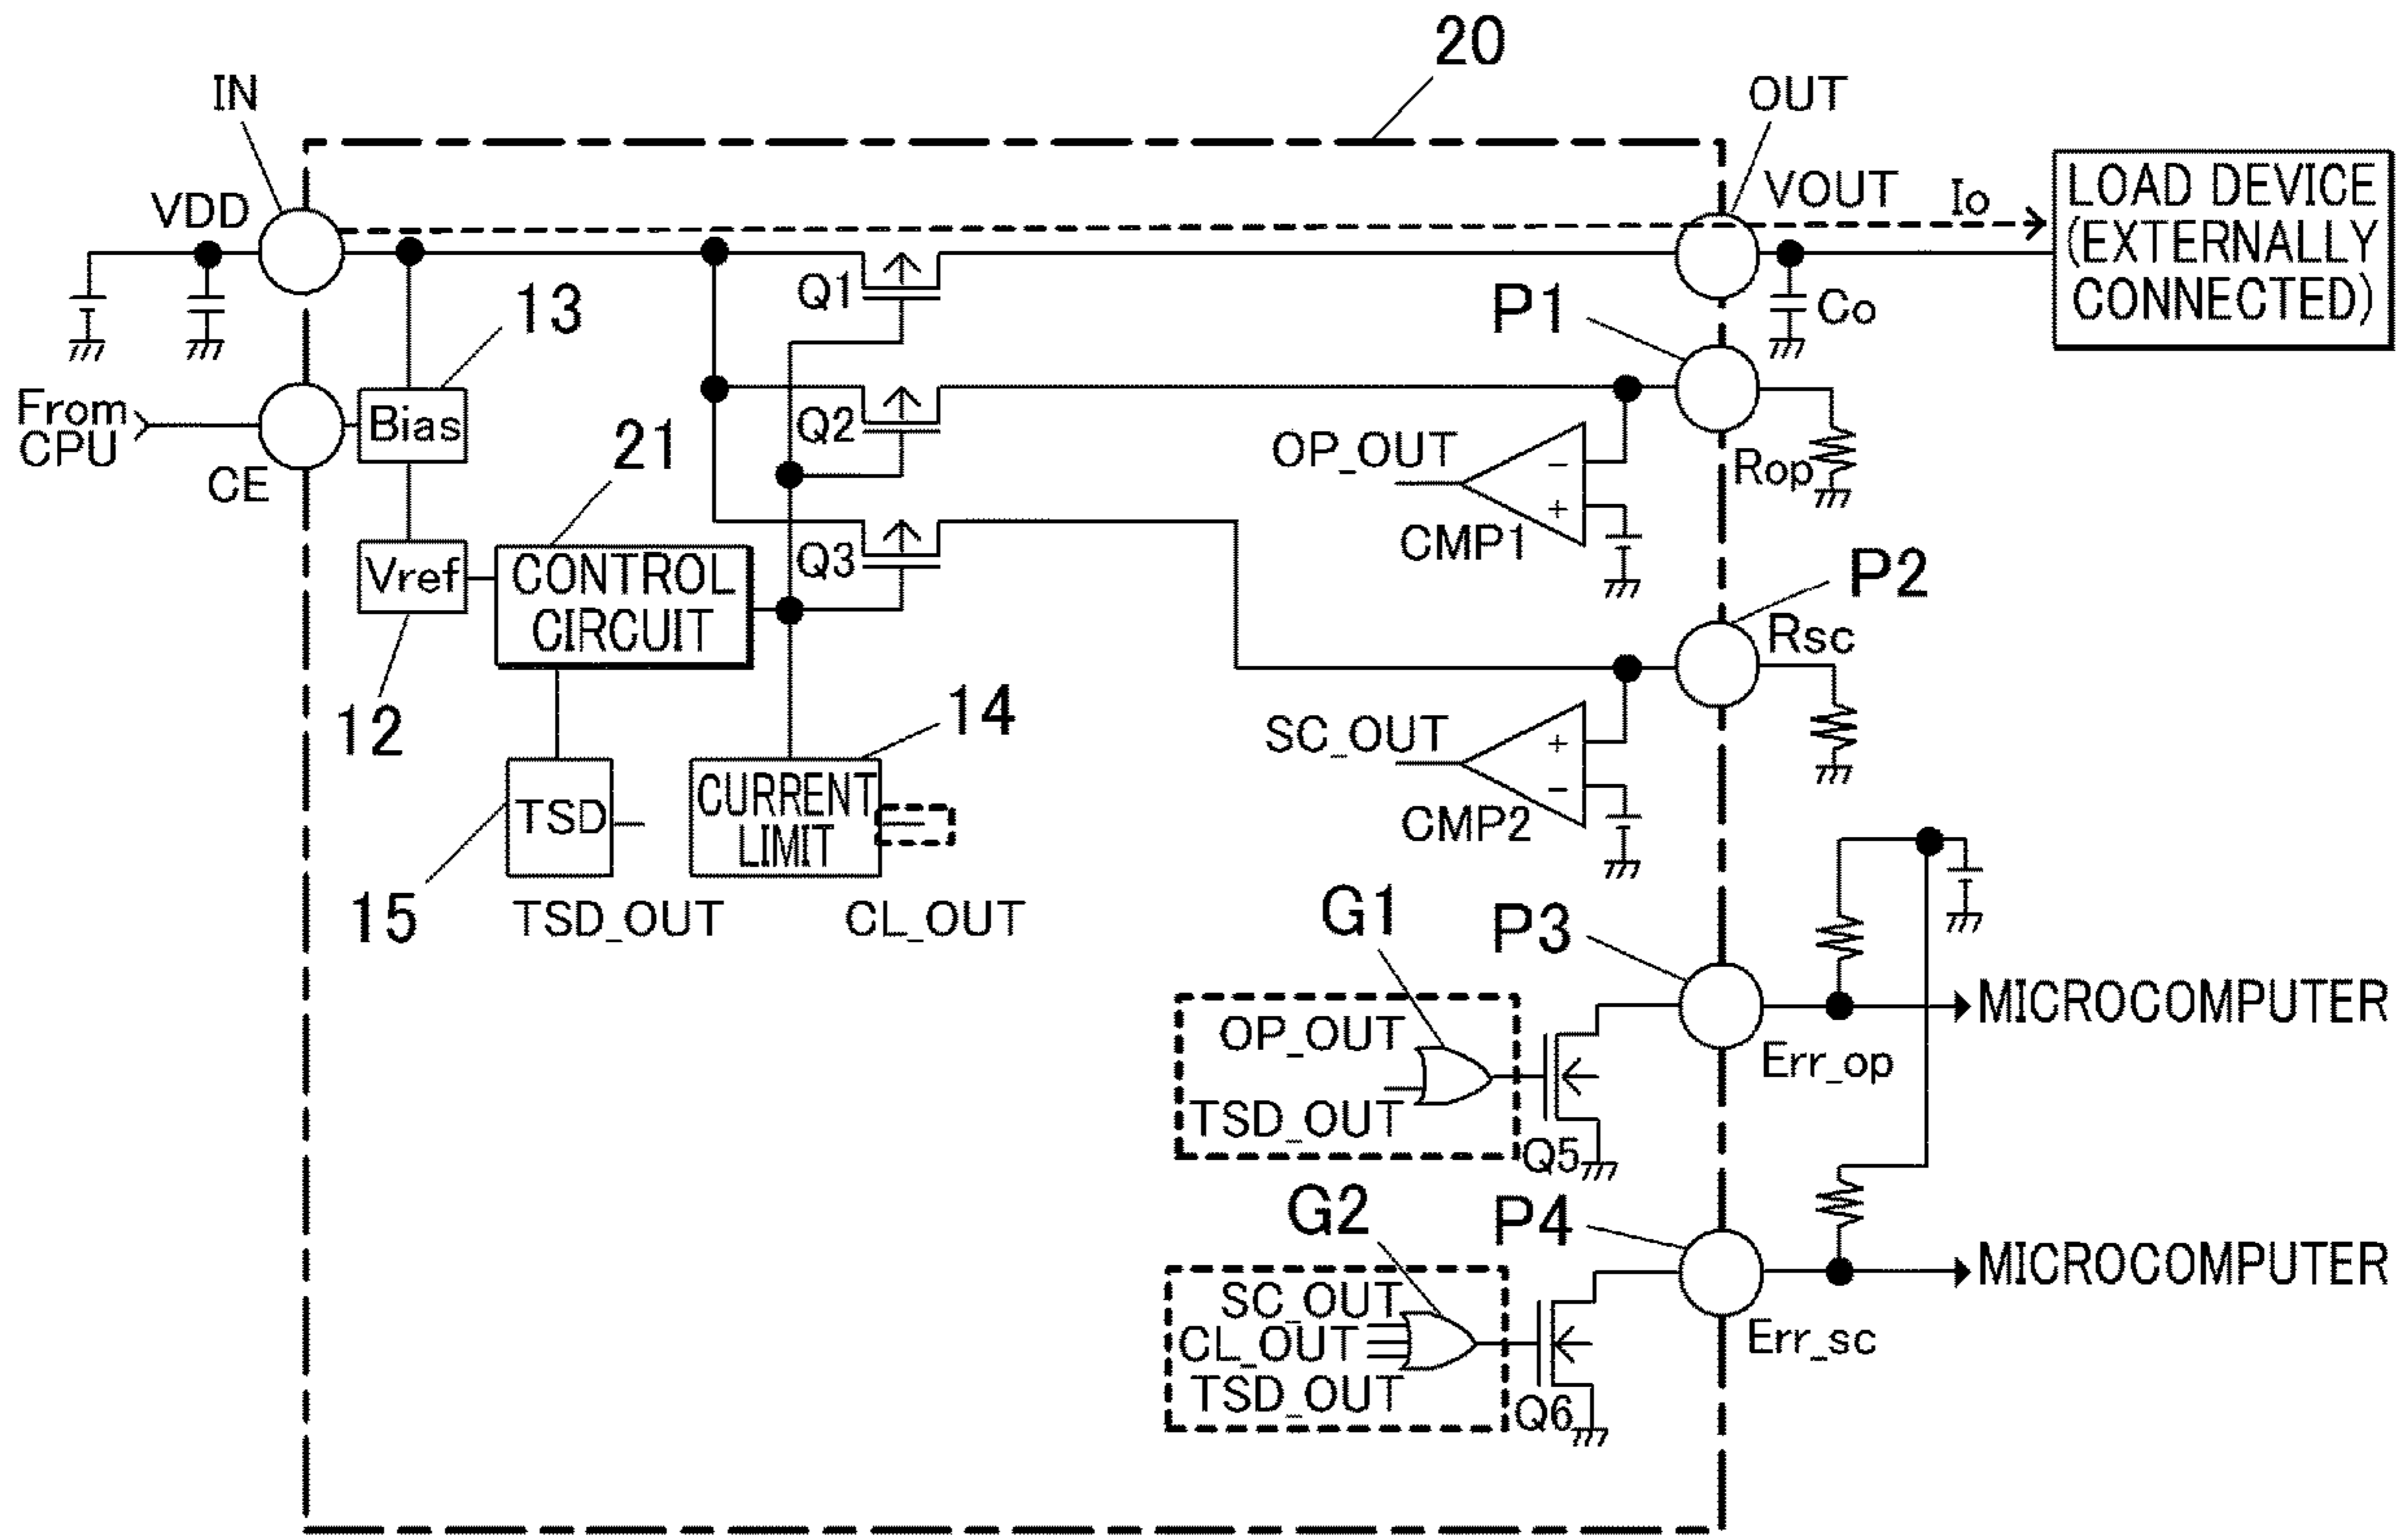 20
IN
OUT
VDD
VOUT
Io
LOAD DEVICE
(EXTERNALLY
CONNECTED)
Q1
13
P1
Co
From
CPU
Bias
Q2
21
OP_OUT
−
+
Rop
CE
CMP1
Vref
CONTROL
CIRCUIT
Q3
P2
Rsc
12
14
SC_OUT
+
−
TSD
CURRENT
LIMIT
CMP2
15
TSD_OUT
CL_OUT
G1
P3
OP_OUT
MICROCOMPUTER
TSD_OUT
Err_op
Q5
G2
P4
SC_OUT
CL_OUT
TSD_OUT
MICROCOMPUTER
Err_sc
Q6